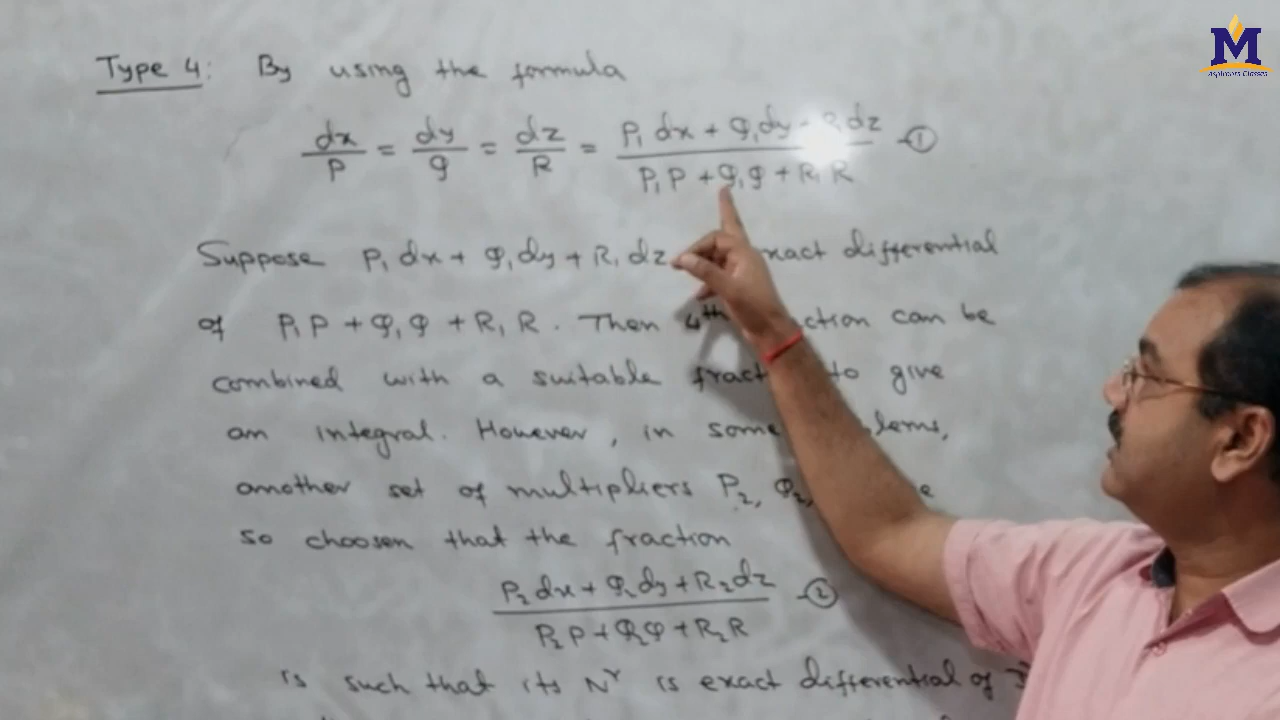 M
Aspirants Classes
Type 4: By using the formula
dx/P = dy/Q = dz/R = P₁dx + Q₁dy + R₁dz / P₁P + Q₁Q + R₁R —①
Suppose P₁dx + Q₁dy + R₁dz exact differential
of P₁P + Q₁Q + R₁R. Then 4th can be
combined with a suitable to give
an integral. However, in some
another set of multipliers P₂, Q₂,
so choosen that the fraction
P₂dx + Q₂dy + R₂dz / P₂P + Q₂Q + R₂R —②
is such that its Nʳ is exact differential of